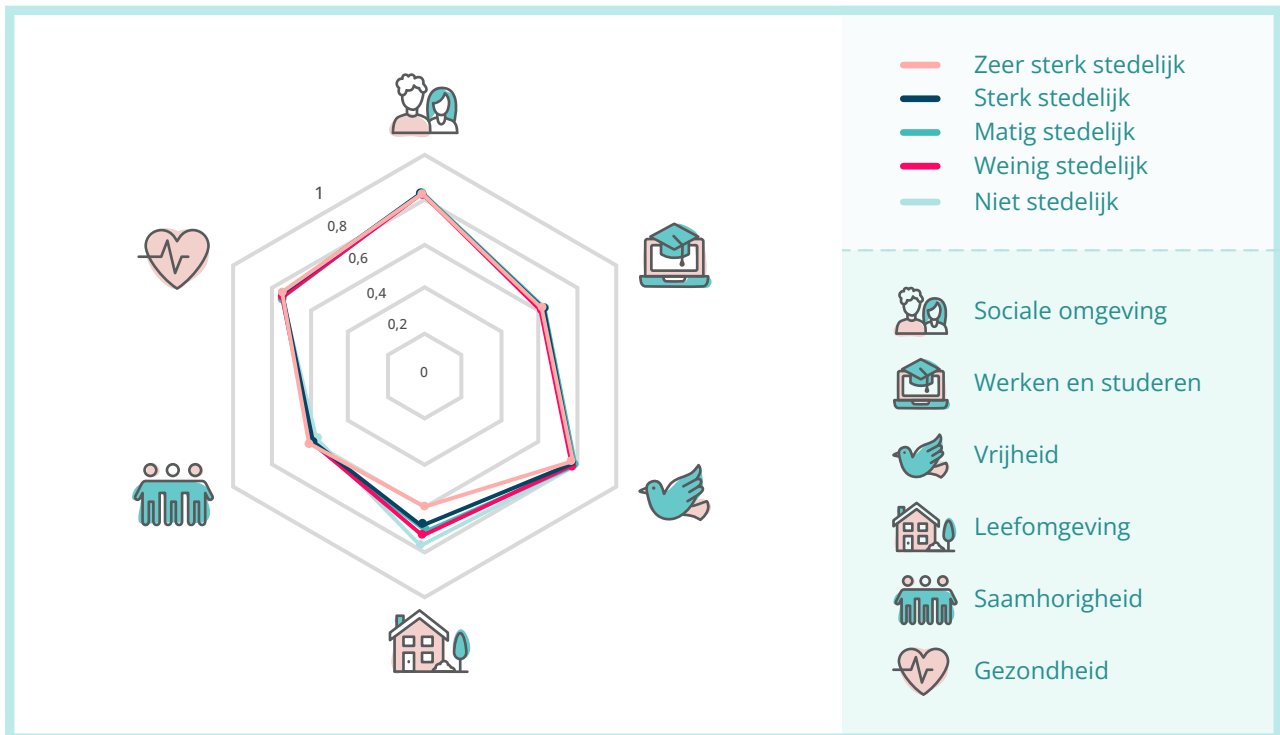 1
0,8
0,6
0,4
0,2
0
Zeer sterk stedelijk
Sterk stedelijk
Matig stedelijk
Weinig stedelijk
Niet stedelijk
Sociale omgeving
Werken en studeren
Vrijheid
Leefomgeving
Saamhorigheid
Gezondheid